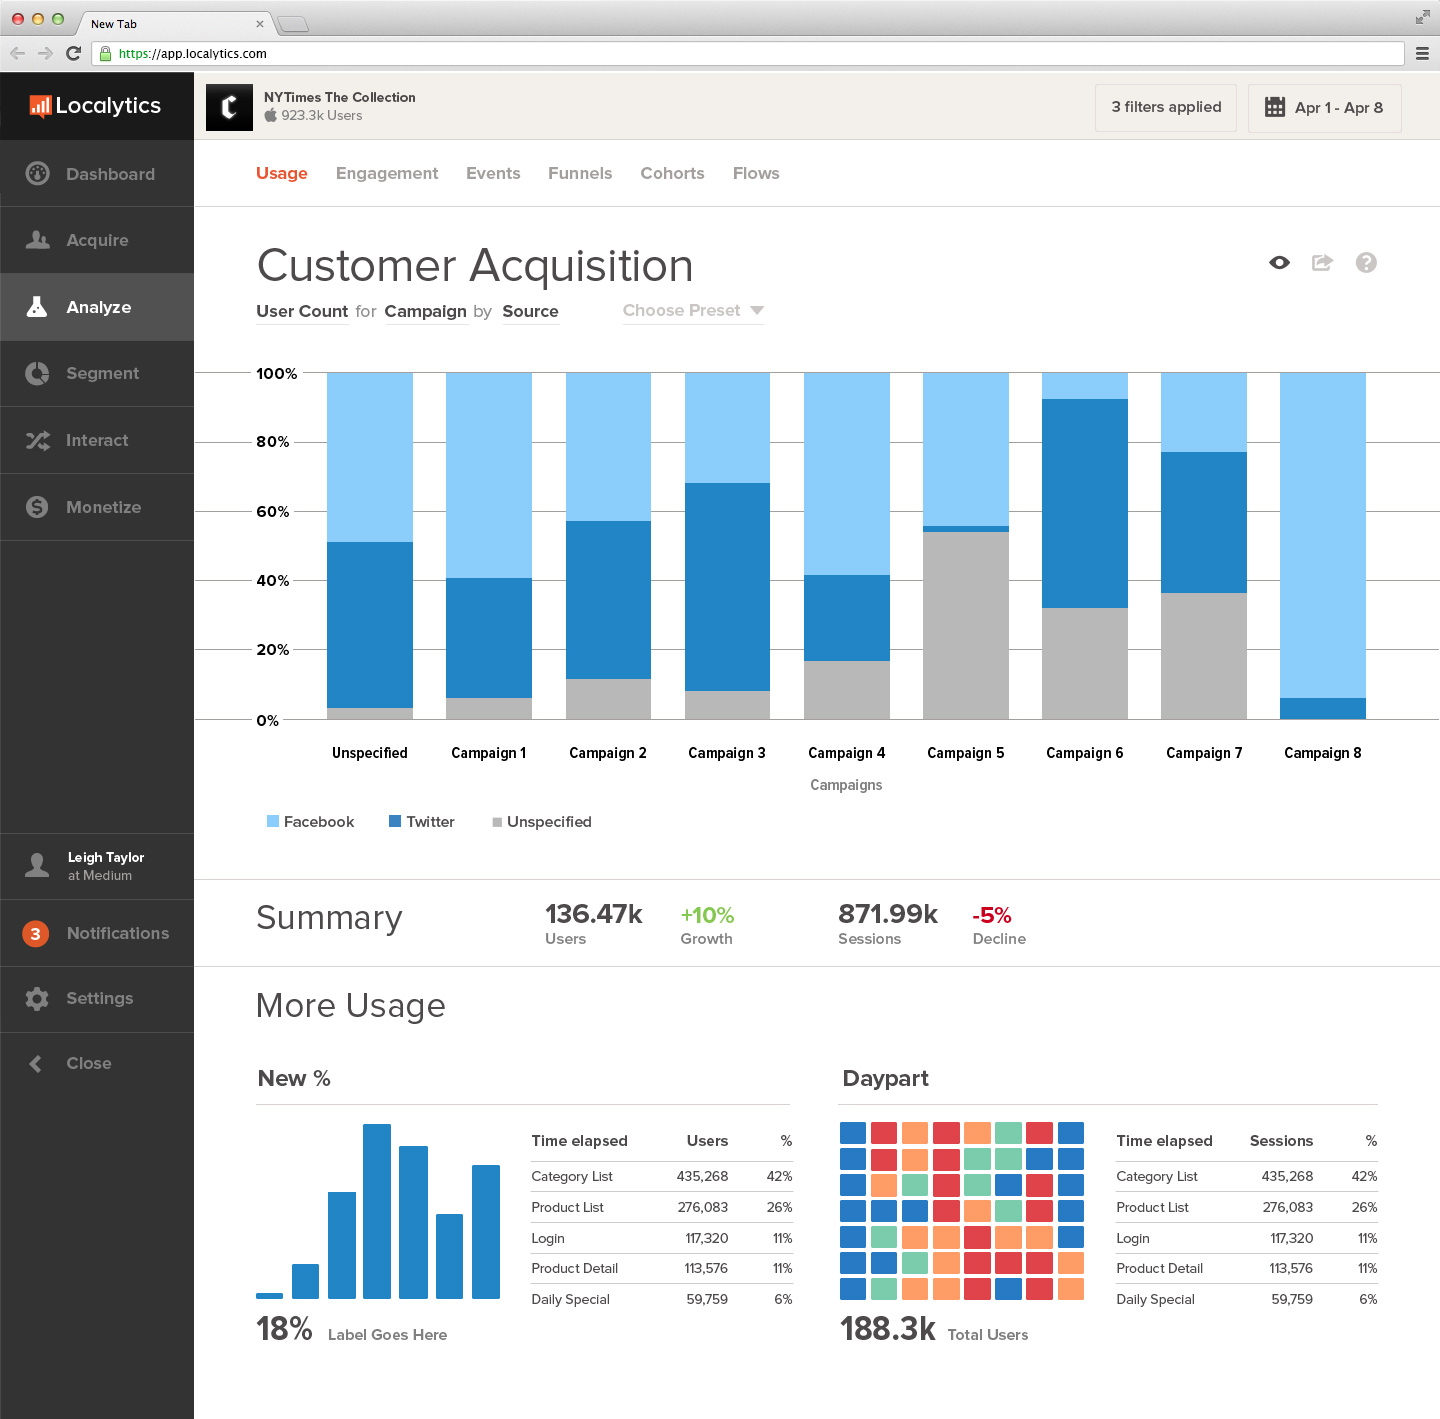 New Tab
https://app.localytics.com
Localytics
NYTimes The Collection
923.3k Users
3 filters applied
Apr 1 - Apr 8
Dashboard
Acquire
Analyze
Segment
Interact
Monetize
Leigh Taylor
at Medium
3 Notifications
Settings
Close
Usage Engagement Events Funnels Cohorts Flows
Customer Acquisition
User Count for Campaign by Source Choose Preset
100%
80%
60%
40%
20%
0%
Unspecified Campaign 1 Campaign 2 Campaign 3 Campaign 4 Campaign 5 Campaign 6 Campaign 7 Campaign 8
Campaigns
Facebook Twitter Unspecified
Summary
136.47k +10% 871.99k -5%
Users Growth Sessions Decline
More Usage
New %
Time elapsed Users %
Category List 435,268 42%
Product List 276,083 26%
Login 117,320 11%
Product Detail 113,576 11%
Daily Special 59,759 6%
18% Label Goes Here
Daypart
Time elapsed Sessions %
Category List 435,268 42%
Product List 276,083 26%
Login 117,320 11%
Product Detail 113,576 11%
Daily Special 59,759 6%
188.3k Total Users